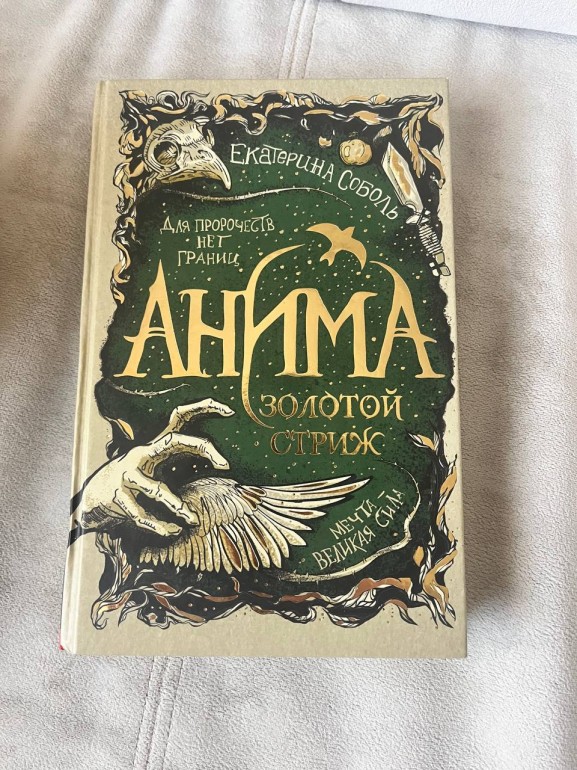 Екатерина Соболь
Для пророчеств
нет
границ
АНИМА
ЗОЛОТОЙ
СТРИЖ
Мечта
великая сила